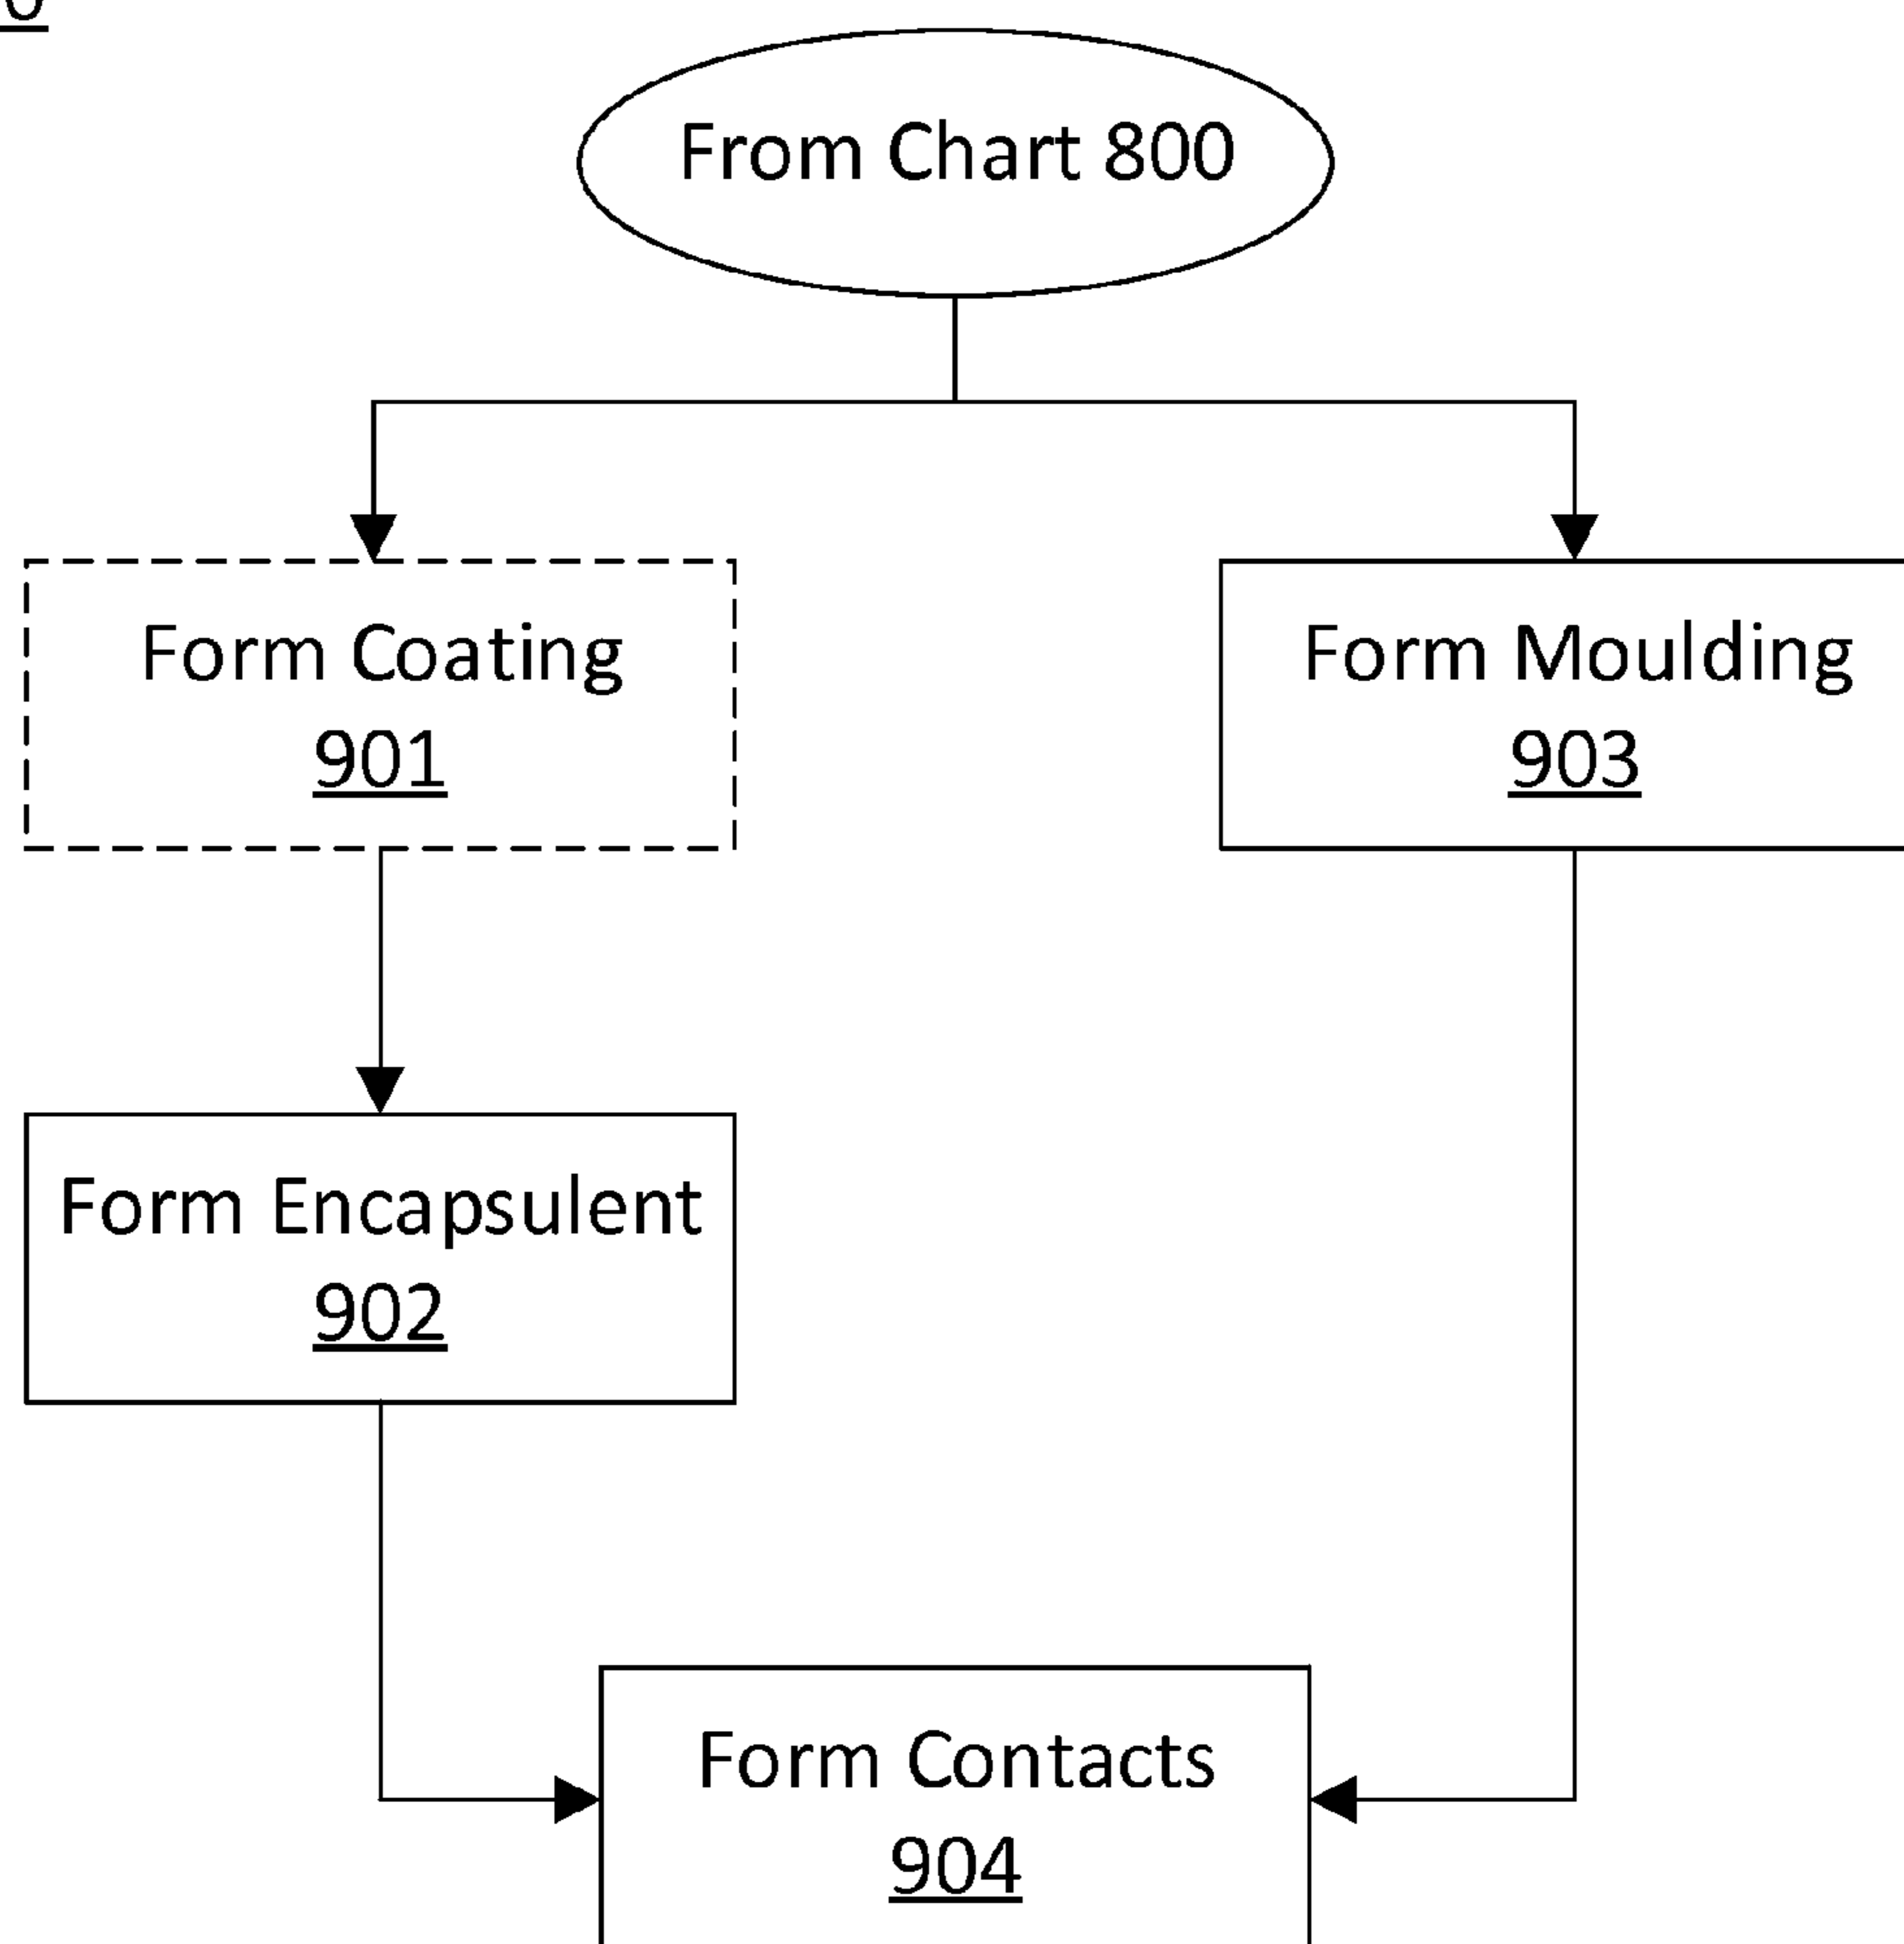 From Chart 800
Form Coating
901
Form Moulding
903
Form Encapsulent
902
Form Contacts
904